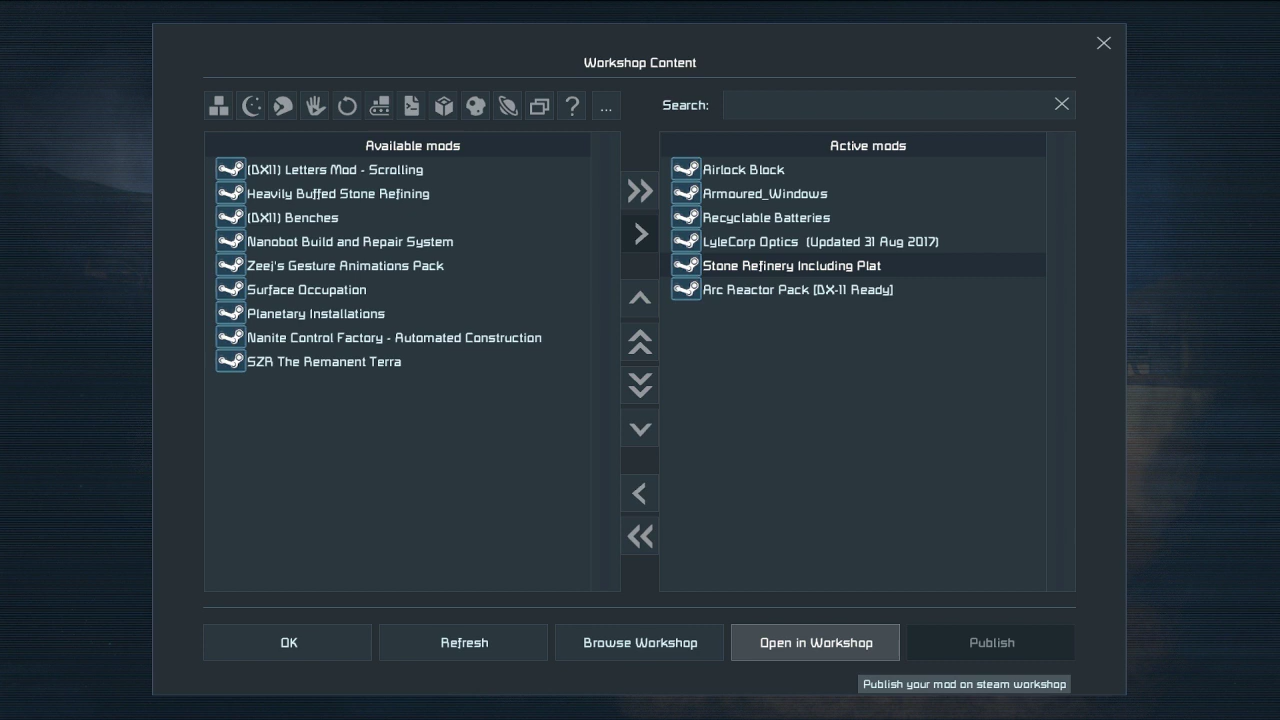 Workshop Content
...
Search:
Available mods
(DX11) Letters Mod - Scrolling
Heavily Buffed Stone Refining
(DX11) Benches
Nanobot Build and Repair System
Zeej's Gesture Animations Pack
Surface Occupation
Planetary Installations
Nanite Control Factory - Automated Construction
SZR The Remanent Terra
Active mods
Airlock Block
Armoured_Windows
Recyclable Batteries
LyleCorp Optics (Updated 31 Aug 2017)
Stone Refinery Including Plat
Arc Reactor Pack [DX-11 Ready]
OK
Refresh
Browse Workshop
Open in Workshop
Publish
Publish your mod on steam workshop